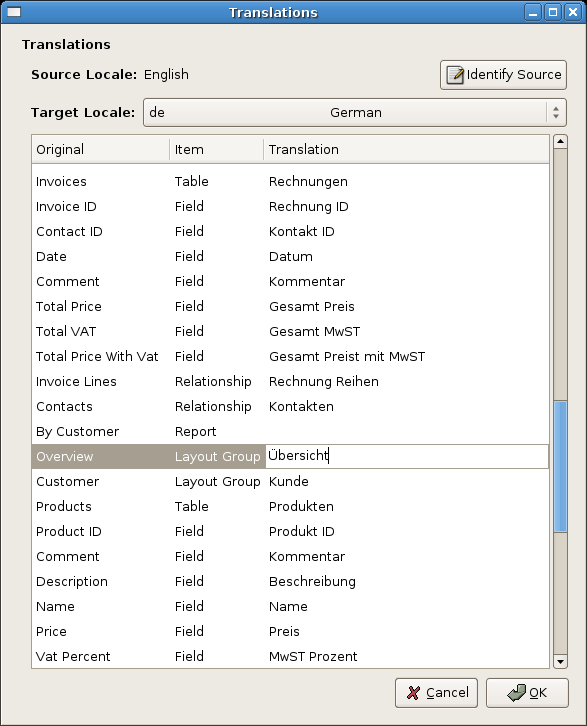 Translations
Translations
Source Locale: English Identify Source
Target Locale: de German
Original Item Translation
Invoices Table Rechnungen
Invoice ID Field Rechnung ID
Contact ID Field Kontakt ID
Date Field Datum
Comment Field Kommentar
Total Price Field Gesamt Preis
Total VAT Field Gesamt MwST
Total Price With Vat Field Gesamt Preist mit MwST
Invoice Lines Relationship Rechnung Reihen
Contacts Relationship Kontakten
By Customer Report
Overview Layout Group Übersicht
Customer Layout Group Kunde
Products Table Produkten
Product ID Field Produkt ID
Comment Field Kommentar
Description Field Beschreibung
Name Field Name
Price Field Preis
Vat Percent Field MwST Prozent
Cancel OK